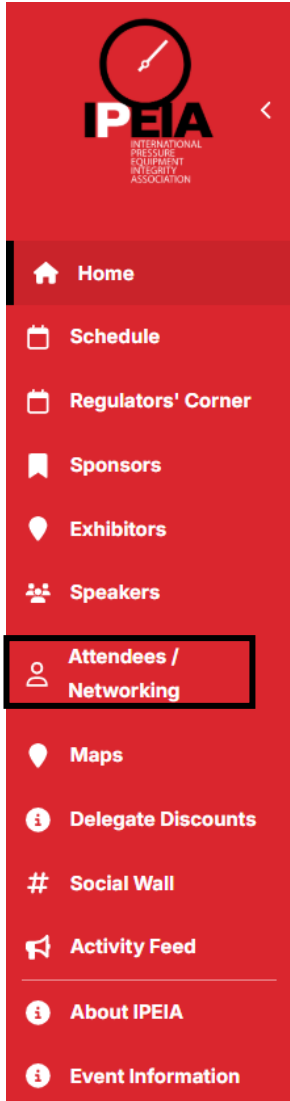 IPEIA
INTERNATIONAL
PRESSURE
EQUIPMENT
INTEGRITY
ASSOCIATION
Home
Schedule
Regulators' Corner
Sponsors
Exhibitors
Speakers
Attendees /
Networking
Maps
Delegate Discounts
# Social Wall
Activity Feed
About IPEIA
Event Information